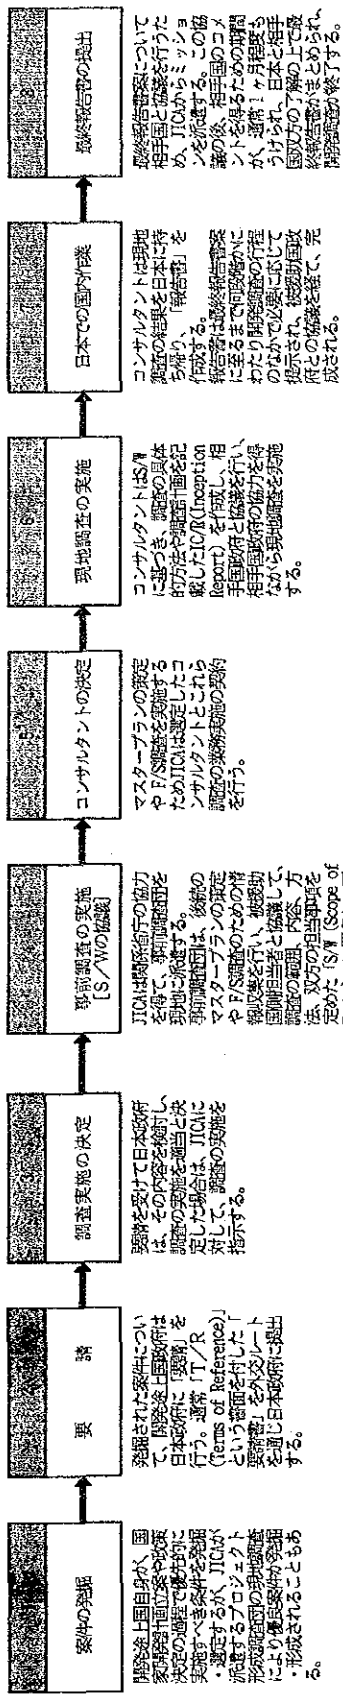 案件の発掘
開発途上国自身が、国
家開発計画立案や政策
決定の過程で優先的に
実施すべき案件を発掘
・選定するが、JICAが
派遣するプロジェクト
形成調査団の現地調査
により優良案件が発掘
・形成されることもあ
る。
要 請
発掘された案件につい
て、開発途上国政府は
日本政府に「要請」を
行う。通常「T/R
(Terms of Reference)」
という書面を付した「
要請書」を外交ルート
を通じ日本政府に提出
する。
調査実施の決定
要請を受けて日本政府
は、その内容を検討し、
調査の実施を適当と決
定した場合は、JICAに
対して、調査の実施を
指示する。
事前調査の実施
[S/Wの協議]
JICAは関係省庁の協力
を得て、事前調査団を
現地に派遣する。
事前調査団は、後続の
マスタープランの策定
や F/S調査のための情
報収集を行い、被援助
国側担当者と協議して、
調査の範囲、内容、方
法、双方の担当事項を
定めた「S/W (Scope of
コンサルタントの決定
マスタープランの策定
や F/S調査を実施する
ためJICAは選定したコ
ンサルタントとこれら
調査の業務実施の契約
を行う。
6
現地調査の実施
コンサルタントはS/W
に基づき、調査の具体
的方法や調査計画を記
載したIC/R(Inception
Report) を作成し、相
手国政府と協議を行い、
相手国政府の協力を得
ながら現地調査を実施
する。
日本での国内作業
コンサルタントは現地
調査の結果を日本に持
ち帰り、「報告書」を
作成する。
報告書は最終報告書案
に至るまで何段階かに
わたり開発調査の行程
のなかで必要に応じて
提示され、被援助国政
府との協議を経て、完
成される。
最終報告書の提出
最終報告書案について
相手国と協議を行うた
め、JICAからミッショ
ンを派遣する。この協
議の後、相手国のコメ
ントを得るための期間
が、通常1ヶ月程度も
うけられ、日本と相手
国双方の了解の上で最
終報告書がまとめられ、
開発調査が終了する。